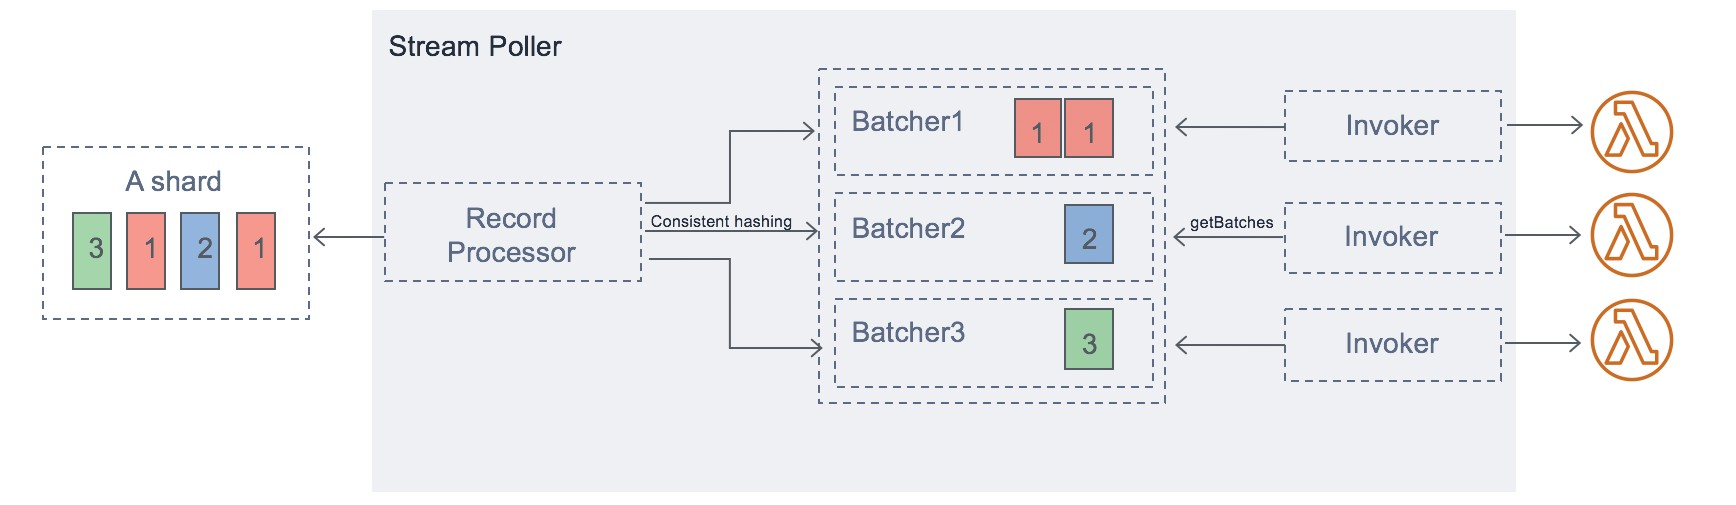 Stream Poller
A shard
3 1 2 1
Record
Processor
Consistent hashing
Batcher1
1 1
Batcher2
2
Batcher3
3
getBatches
Invoker
Invoker
Invoker